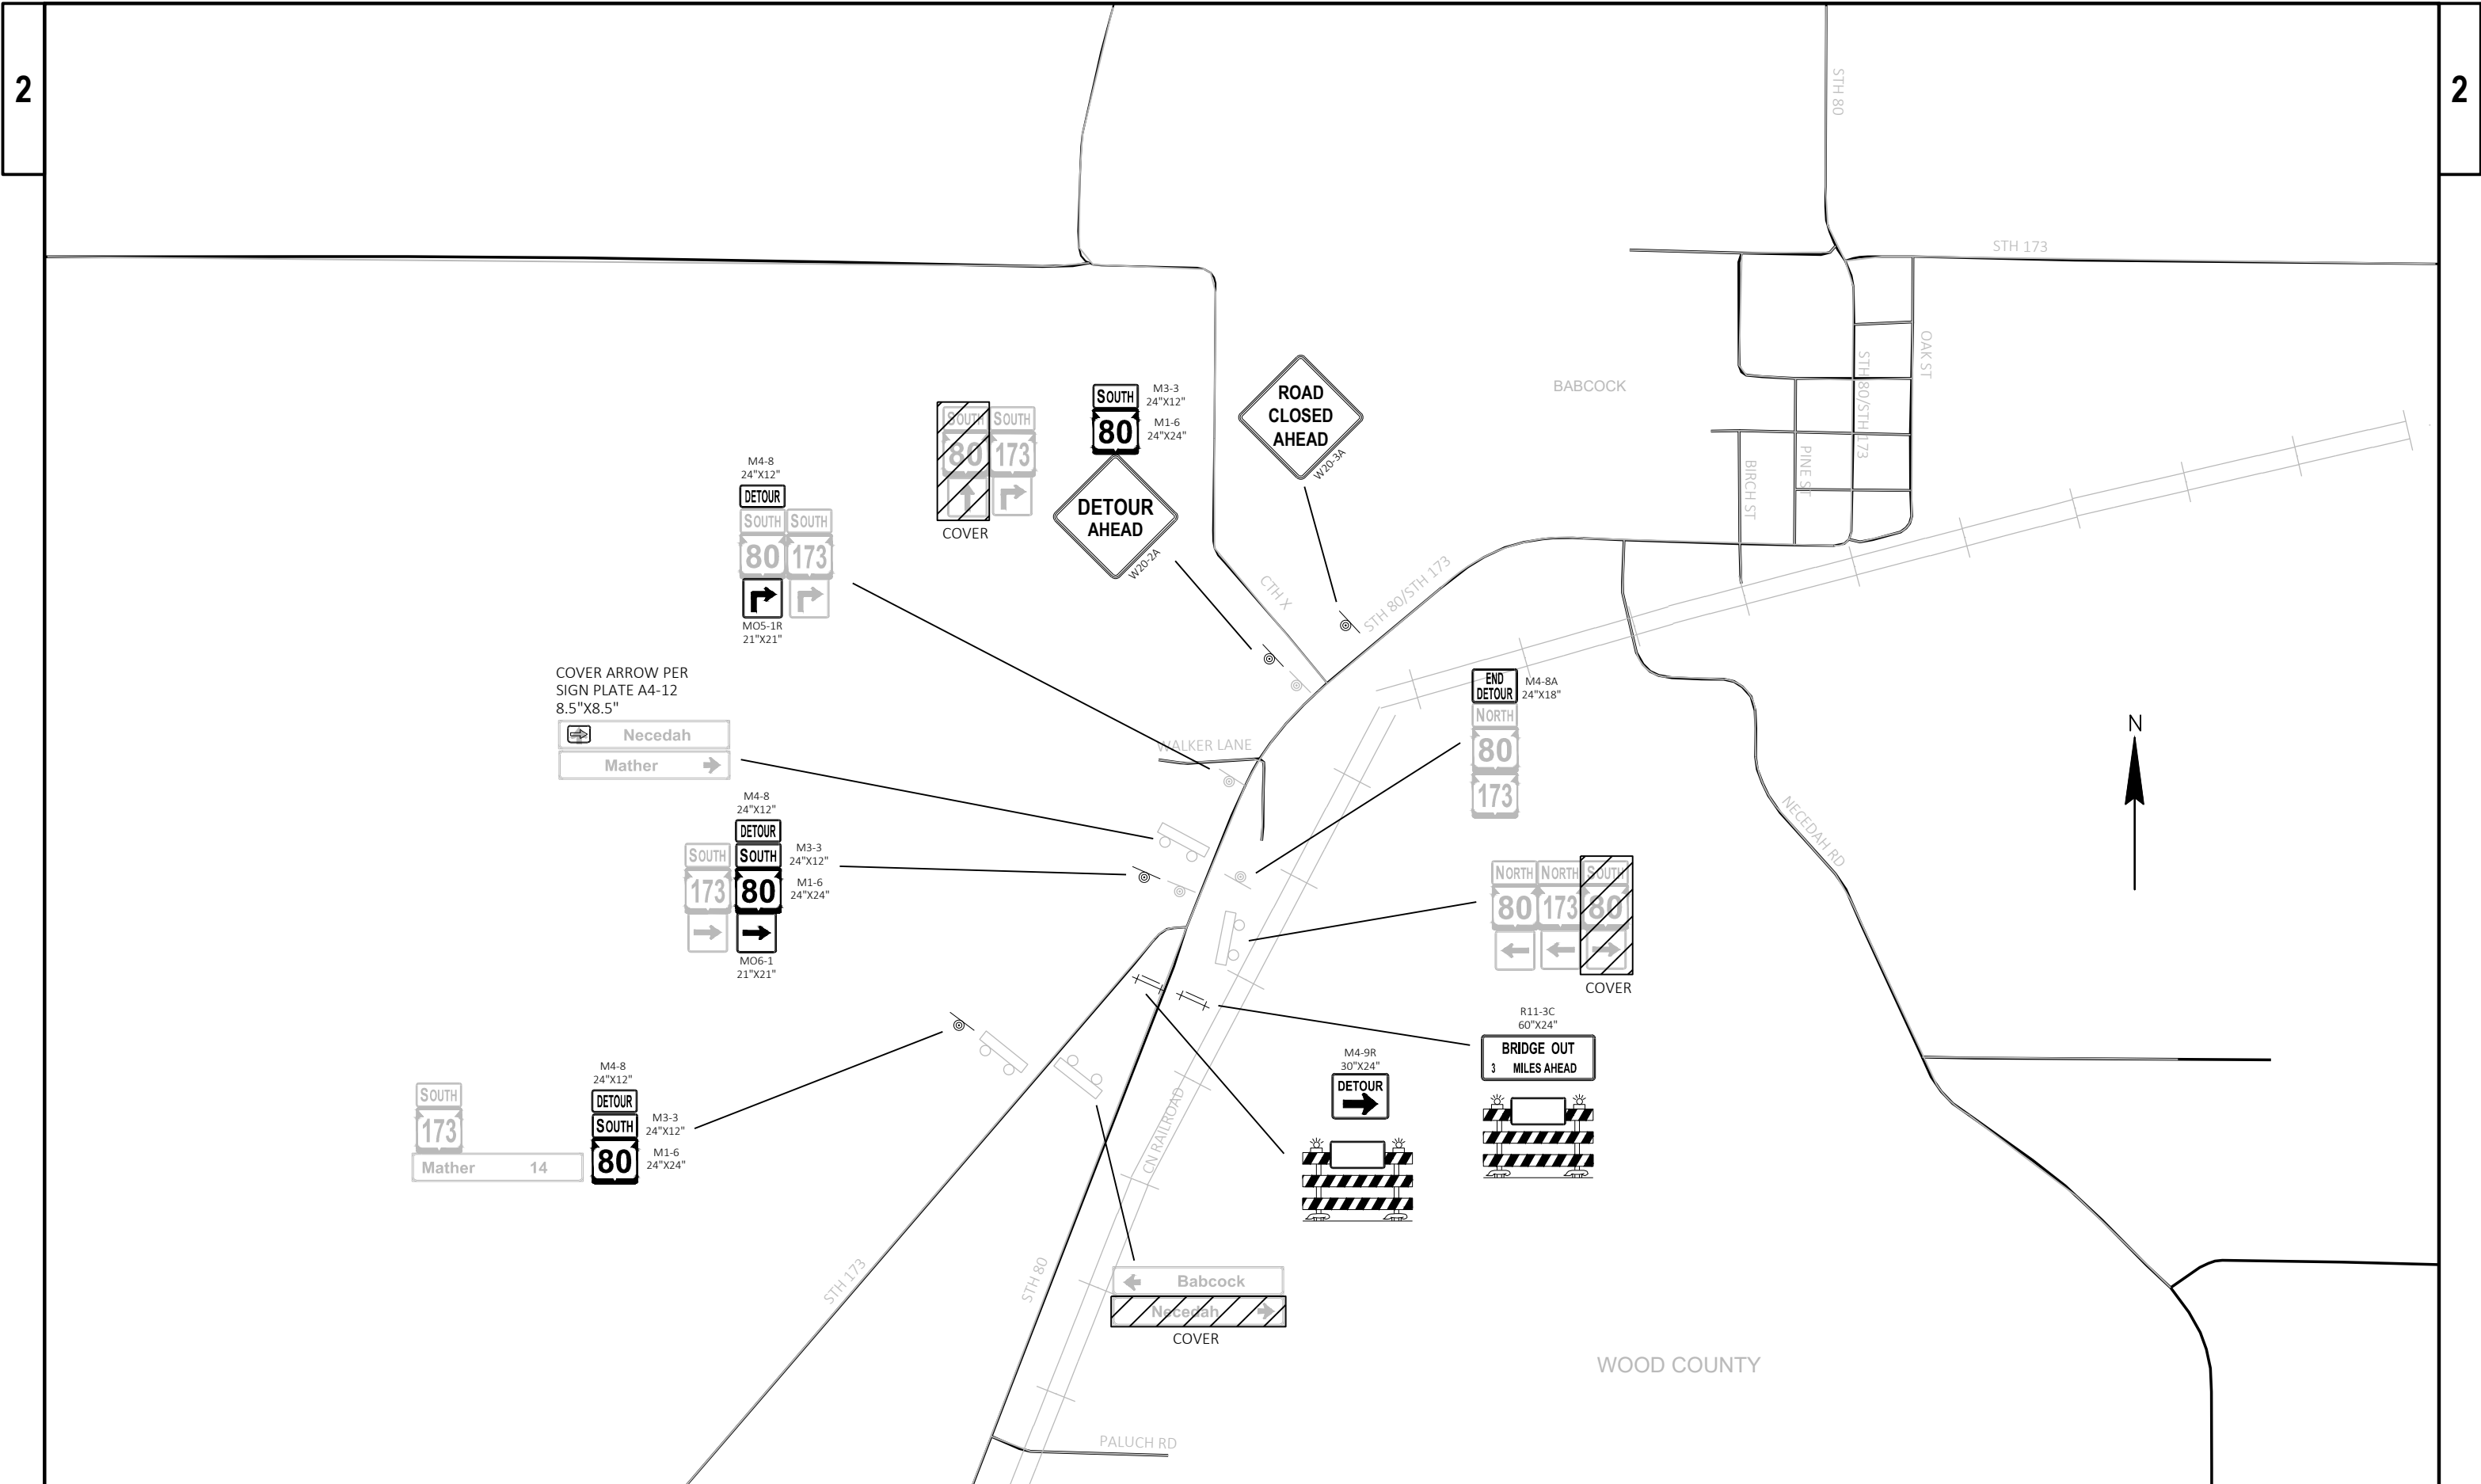 2
2
STH 80
STH 173
OAK ST
STH 80/STH 173
BABCOCK
PINE ST
BIRCH ST
ROAD
CLOSED
AHEAD
W20-3A
SOUTH
80
M3-3
24"X12"
M1-6
24"X24"
DETOUR
AHEAD
W20-2A
SOUTH SOUTH
80 173
COVER
M4-8
24"X12"
DETOUR
SOUTH SOUTH
80 173
MO5-1R
21"X21"
CTH X
STH 80/STH 173
COVER ARROW PER
SIGN PLATE A4-12
8.5"X8.5"
Necedah
Mather
WALKER LANE
END
DETOUR
M4-8A
24"X18"
NORTH
80
173
N
NECEDAH RD
M4-8
24"X12"
DETOUR
SOUTH SOUTH
M3-3
24"X12"
173 80
M1-6
24"X24"
MO6-1
21"X21"
NORTH NORTH SOUTH
80 173 80
COVER
R11-3C
60"X24"
BRIDGE OUT
3 MILES AHEAD
M4-9R
30"X24"
DETOUR
M4-8
24"X12"
DETOUR
SOUTH
M3-3
24"X12"
80
M1-6
24"X24"
SOUTH
173
Mather 14
CN RAILROAD
STH 173
STH 80
Babcock
Necedah
COVER
WOOD COUNTY
PALUCH RD